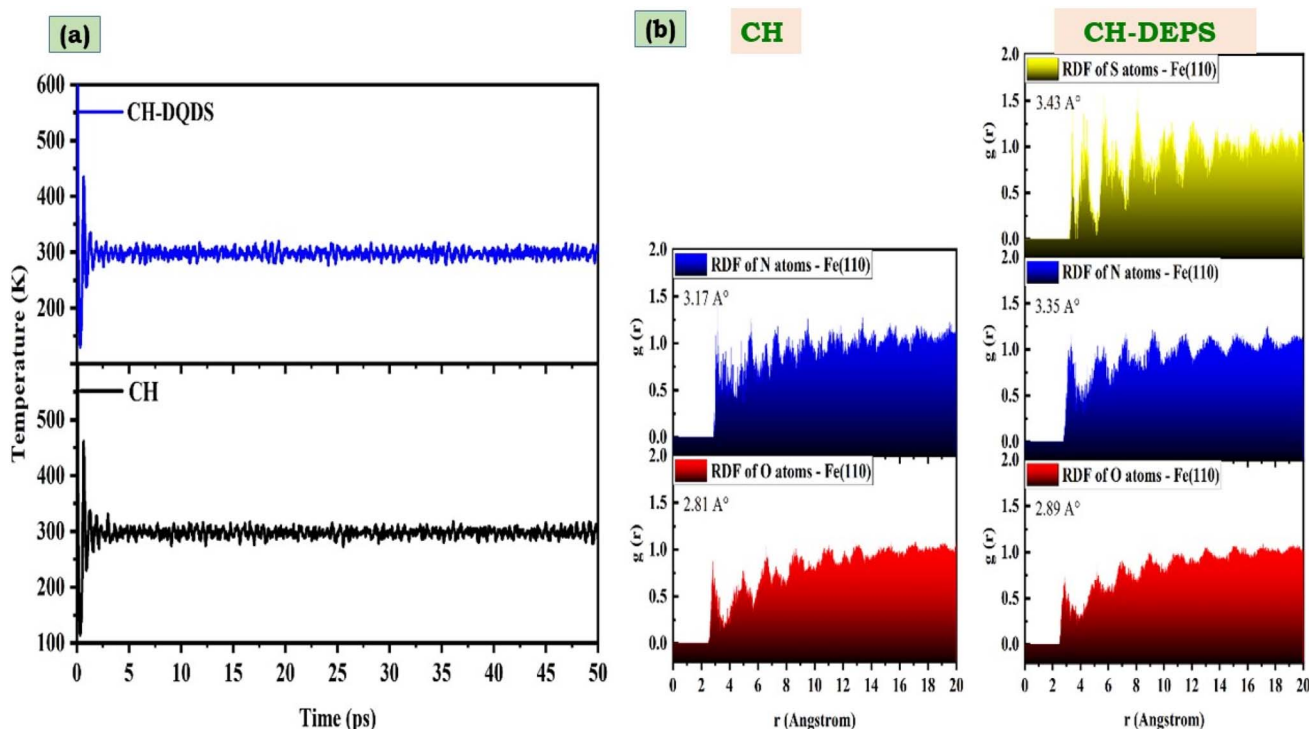 (a)
CH-DQDS
CH
Temperature (K)
600
500
400
300
200
500
400
300
200
100
0 5 10 15 20 25 30 35 40 45 50
Time (ps)
(b)
CH
RDF of N atoms - Fe(110)
3.17 A°
g (r)
2.0
1.5
1.0
0.5
0.0
RDF of O atoms - Fe(110)
2.81 A°
g (r)
2.0
1.5
1.0
0.5
0.0
0 2 4 6 8 10 12 14 16 18 20
r (Angstrom)
CH-DEPS
RDF of S atoms - Fe(110)
3.43 A°
g (r)
2.0
1.5
1.0
0.5
0.0
RDF of N atoms - Fe(110)
3.35 A°
g (r)
2.0
1.5
1.0
0.5
0.0
RDF of O atoms - Fe(110)
2.89 A°
g (r)
2.0
1.5
1.0
0.5
0.0
0 2 4 6 8 10 12 14 16 18 20
r (Angstrom)